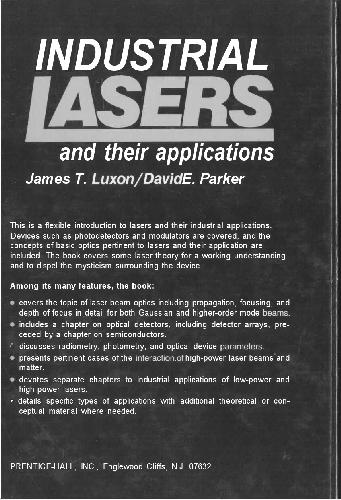 INDUSTRIAL
LASERS
and their applications
James T. Luxon/DavidE. Parker
This is a flexible introduction to lasers and their industrial applications.
Devices such as photodetectors and modulators are covered, and the
concepts of basic optics pertinent to lasers and their application are
included. The book covers some laser theory for a working understanding
and to dispel the mysticism surrounding the device.
Among its many features, the book:
• covers the topic of laser beam optics including propagation, focusing, and
depth of focus in detail for both Gaussian and higher-order mode beams.
• includes a chapter on optical detectors, including detector arrays, pre-
ceded by a chapter on semiconductors.
• discusses radiometry, photometry, and optical device parameters.
• presents pertinent cases of the interaction of high-power laser beams and
matter.
• devotes separate chapters to industrial applications of low-power and
high power lasers.
• details specific types of applications with additional theoretical or con-
ceptual material where needed.
PRENTICE-HALL, INC., Englewood Cliffs, N.J. 07632